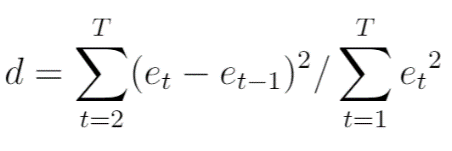 d = \sum_{t=2}^{T} (e_t - e_{t-1})^2 / \sum_{t=1}^{T} {e_t}^2